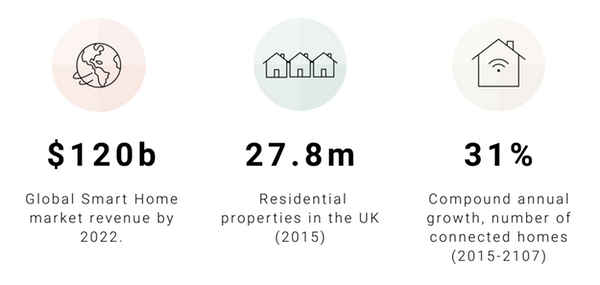 $120b
Global Smart Home
market revenue by
2022.
27.8m
Residential
properties in the UK
(2015)
31%
Compound annual
growth, number of
connected homes
(2015-2107)